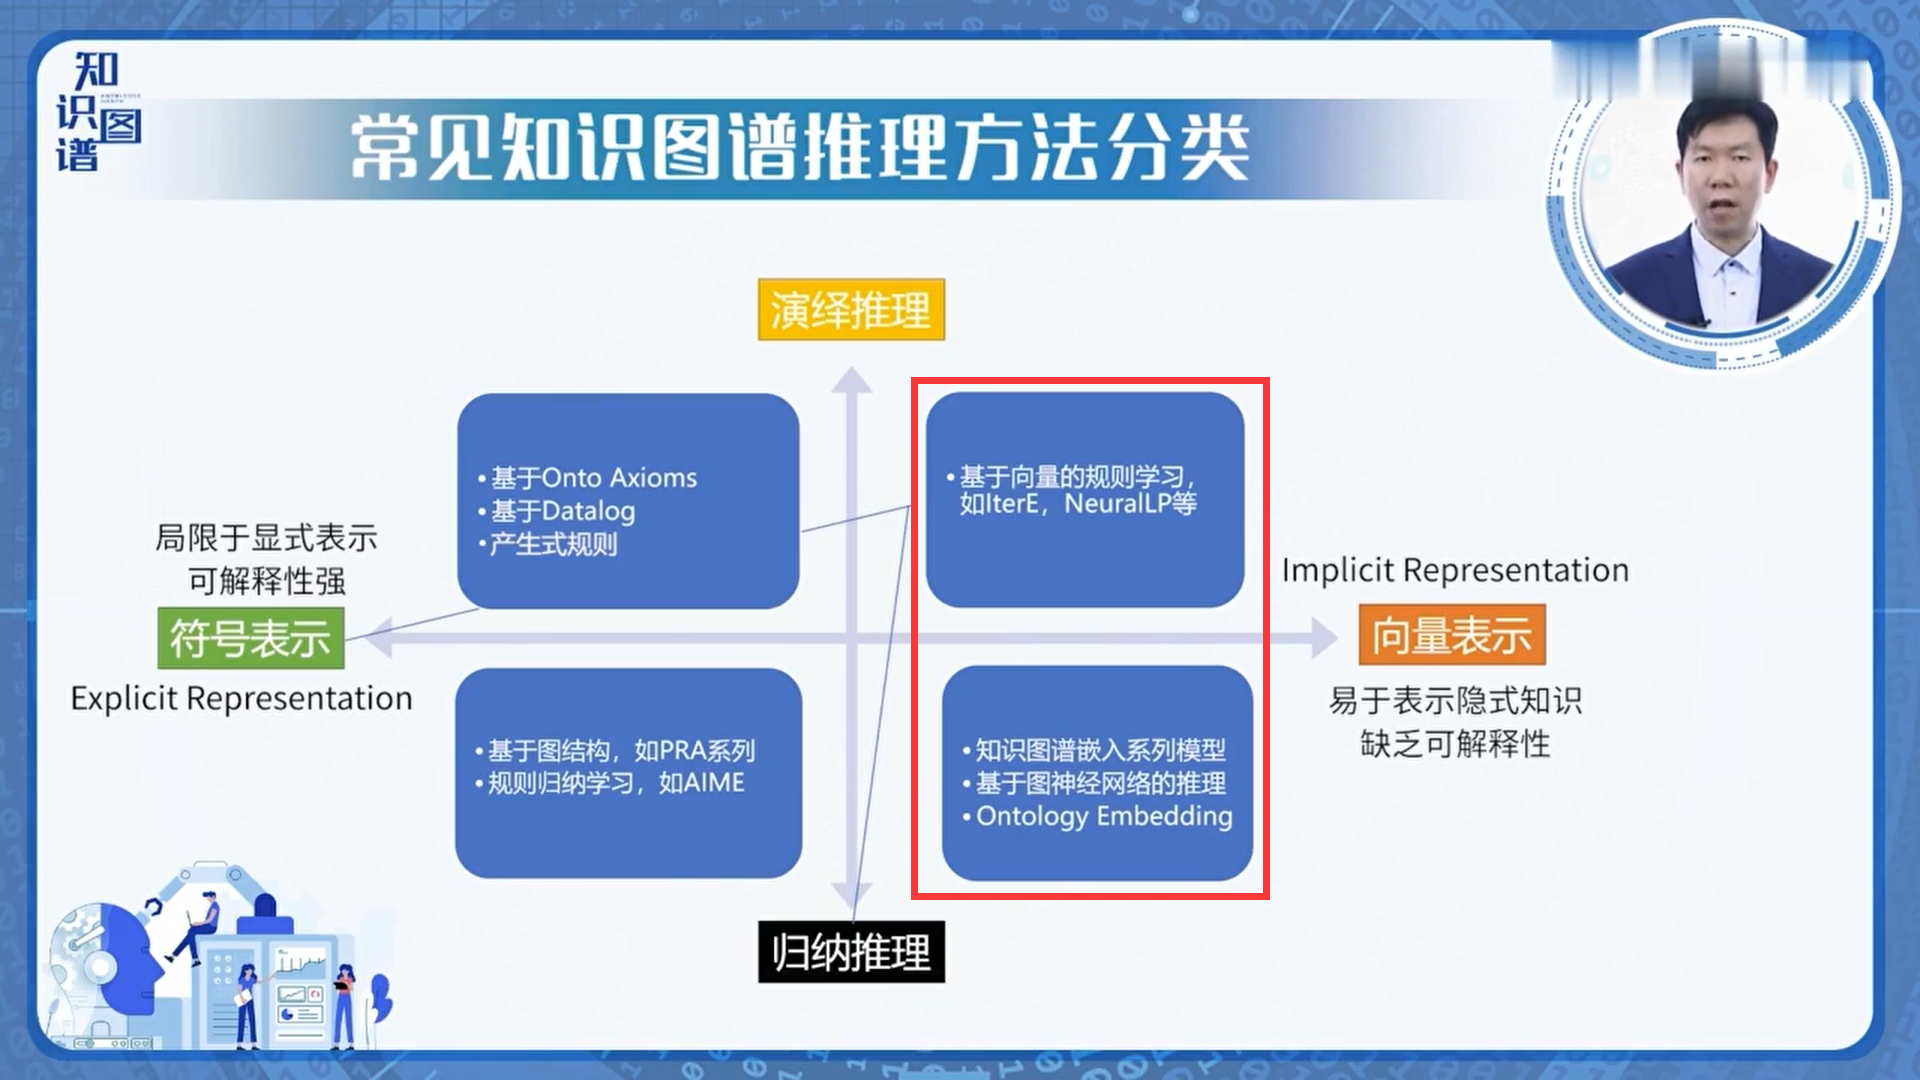 知识图谱
常见知识图谱推理方法分类
演绎推理
•基于Onto Axioms
•基于Datalog
•产生式规则
•基于向量的规则学习，
如IterE，NeuralLP等
局限于显式表示
可解释性强
符号表示
Explicit Representation
Implicit Representation
向量表示
易于表示隐式知识
缺乏可解释性
•基于图结构，如PRA系列
•规则归纳学习，如AIME
•知识图谱嵌入系列模型
•基于图神经网络的推理
•Ontology Embedding
归纳推理